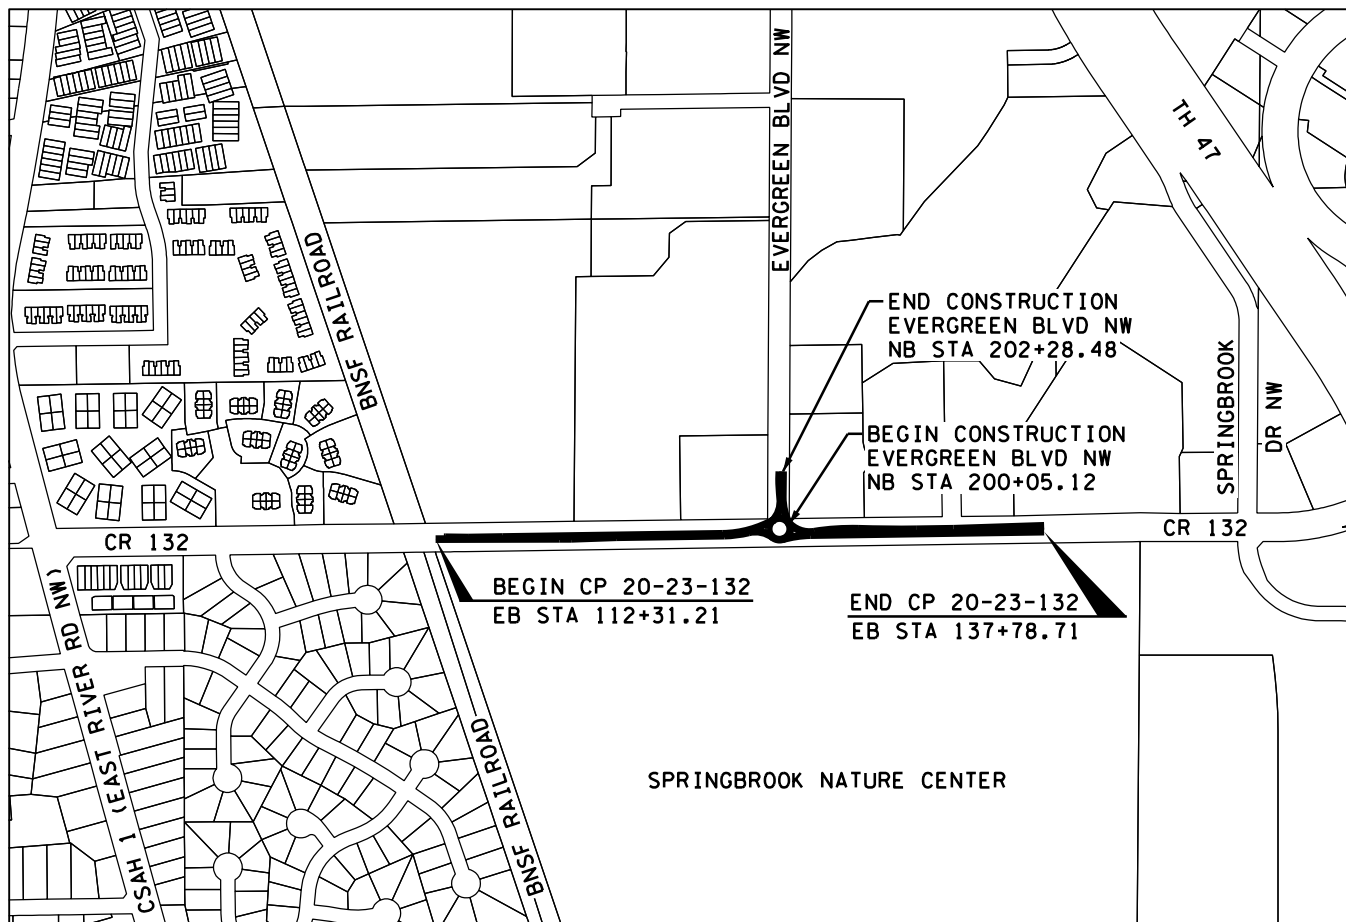 EVERGREEN BLVD NW
TH 47
BNSF RAILROAD
END CONSTRUCTION
EVERGREEN BLVD NW
NB STA 202+28.48
SPRINGBROOK
DR NW
BEGIN CONSTRUCTION
EVERGREEN BLVD NW
NB STA 200+05.12
CR 132
CR 132
BEGIN CP 20-23-132
EB STA 112+31.21
END CP 20-23-132
EB STA 137+78.71
CSAH 1 (EAST RIVER RD NW)
BNSF RAILROAD
SPRINGBROOK NATURE CENTER